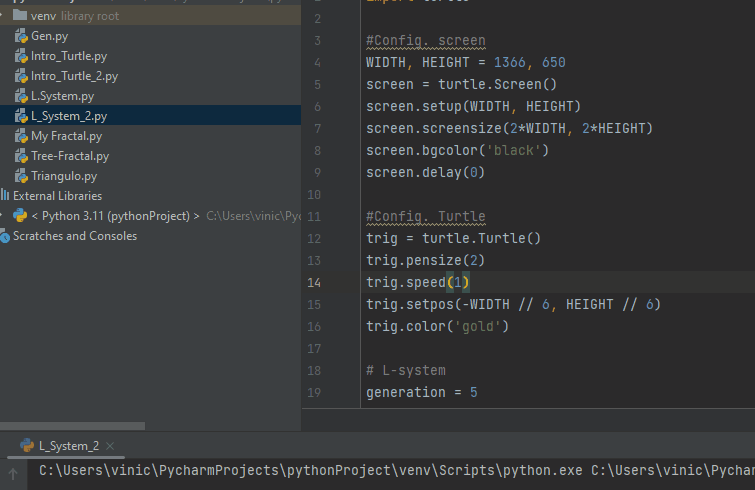 venv library root
Gen.py
Intro_Turtle.py
Intro_Turtle_2.py
L.System.py
L_System_2.py
My Fractal.py
Tree-Fractal.py
Triangulo.py
External Libraries
< Python 3.11 (pythonProject) > C:\Users\vinic\Pyc
Scratches and Consoles
2
3 #Config. screen
4 WIDTH, HEIGHT = 1366, 650
5 screen = turtle.Screen()
6 screen.setup(WIDTH, HEIGHT)
7 screen.screensize(2*WIDTH, 2*HEIGHT)
8 screen.bgcolor('black')
9 screen.delay(0)
10
11 #Config. Turtle
12 trig = turtle.Turtle()
13 trig.pensize(2)
14 trig.speed(1)
15 trig.setpos(-WIDTH // 6, HEIGHT // 6)
16 trig.color('gold')
17
18 # L-system
19 generation = 5
L_System_2
C:\Users\vinic\PycharmProjects\pythonProject\venv\Scripts\python.exe C:\Users\vinic\Pychar